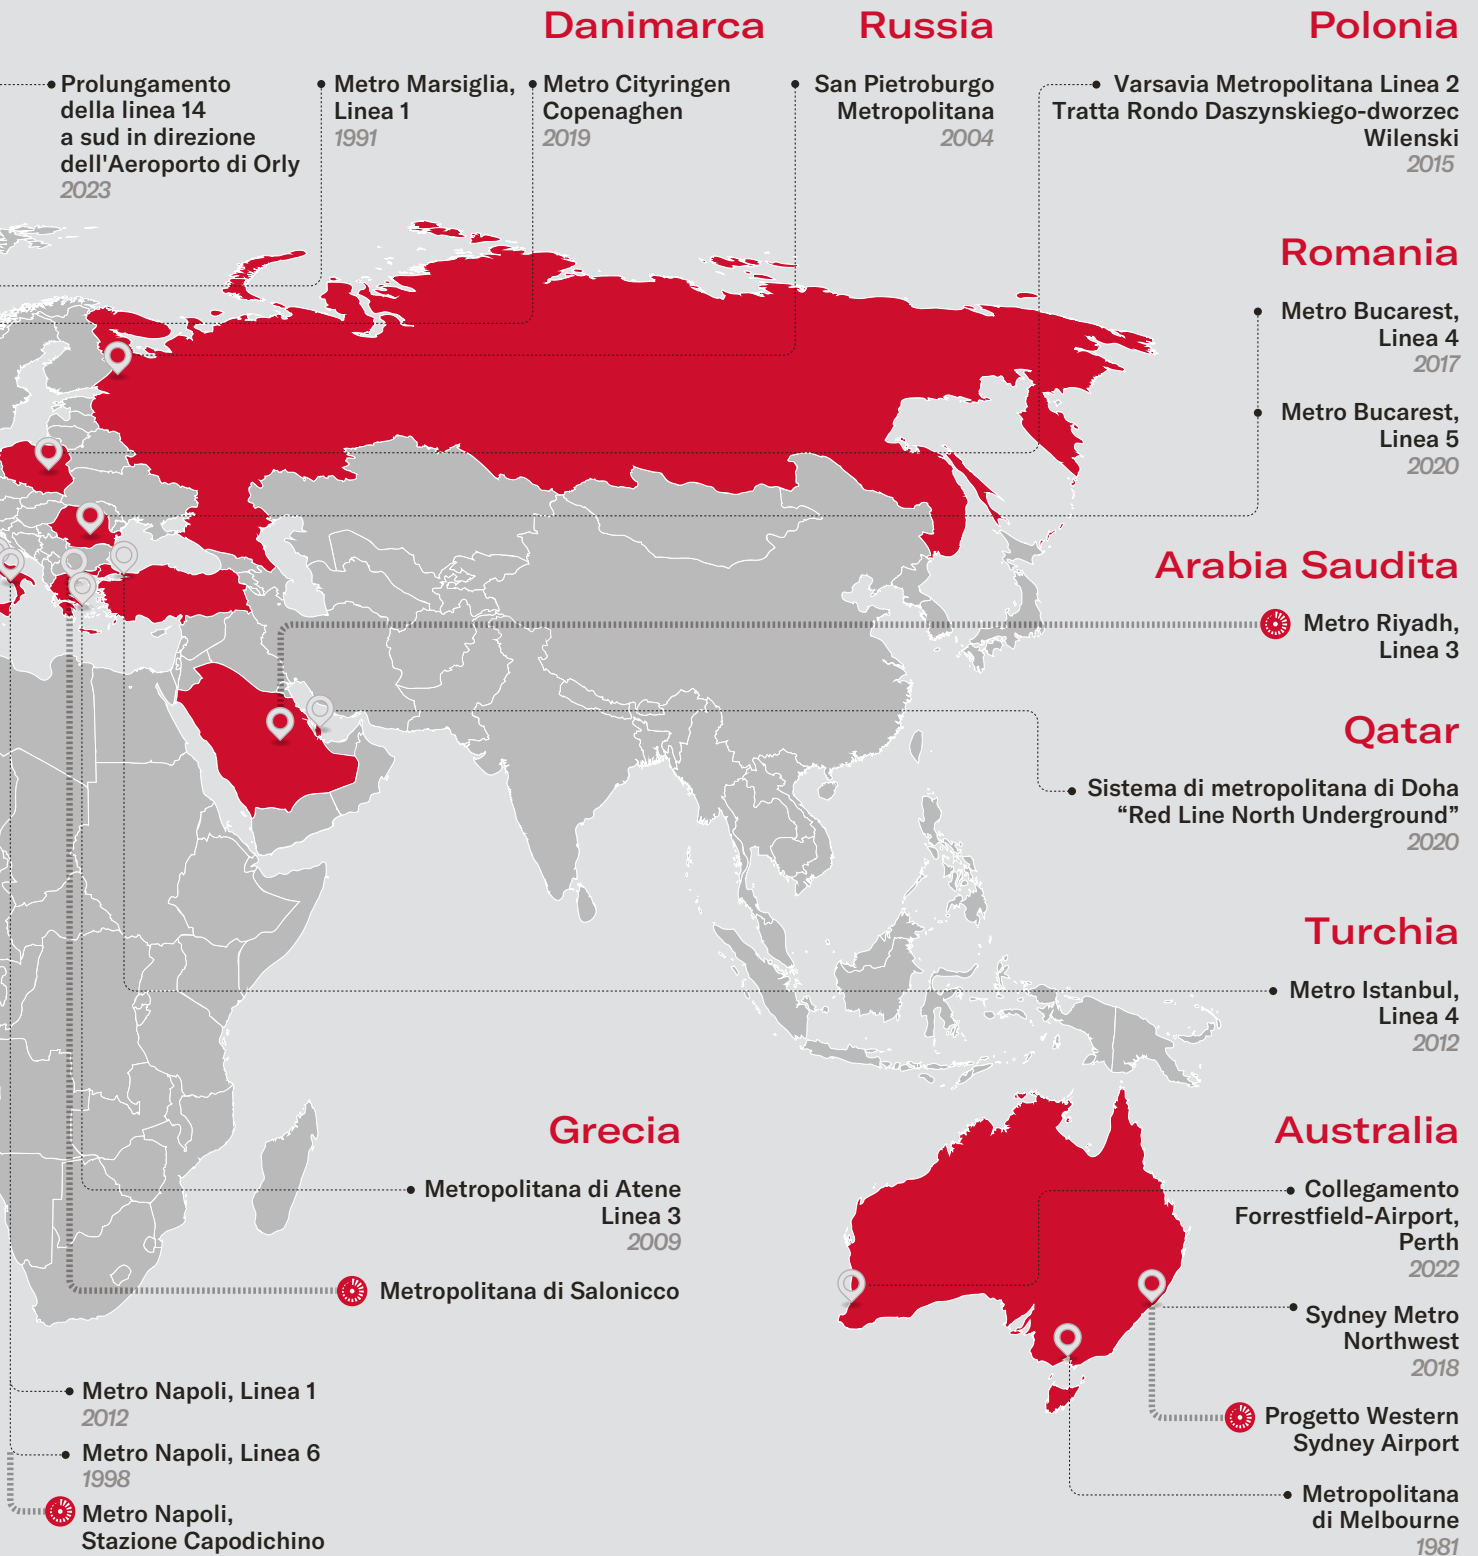 Danimarca
Russia
Polonia
Prolungamento
della linea 14
a sud in direzione
dell'Aeroporto di Orly
2023
Metro Marsiglia,
Linea 1
1991
Metro Cityringen
Copenaghen
2019
San Pietroburgo
Metropolitana
2004
Varsavia Metropolitana Linea 2
Tratta Rondo Daszynskiego-dworzec
Wilenski
2015
Romania
Metro Bucarest,
Linea 4
2017
Metro Bucarest,
Linea 5
2020
Arabia Saudita
Metro Riyadh,
Linea 3
Qatar
Sistema di metropolitana di Doha
“Red Line North Underground”
2020
Turchia
Metro Istanbul,
Linea 4
2012
Grecia
Metropolitana di Atene
Linea 3
2009
Metropolitana di Salonicco
Australia
Collegamento
Forrestfield-Airport,
Perth
2022
Sydney Metro
Northwest
2018
Progetto Western
Sydney Airport
Metropolitana
di Melbourne
1981
Metro Napoli, Linea 1
2012
Metro Napoli, Linea 6
1998
Metro Napoli,
Stazione Capodichino